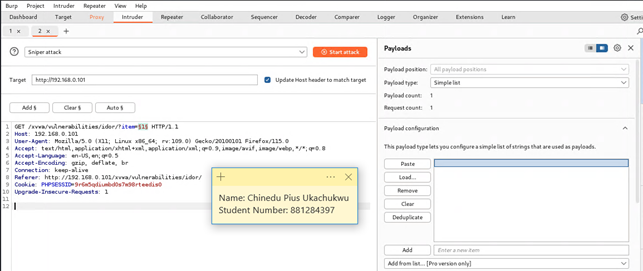 Burp Project Intruder Repeater View Help
Dashboard Target Proxy Intruder Repeater Collaborator Sequencer Decoder Comparer Logger Organizer Extensions Learn Settings
1 × 2 × +
Sniper attack Start attack
Target http://192.168.0.101 Update Host header to match target
Add § Clear § Auto §
1 GET /xvwa/vulnerabilities/idor/?item=§1§ HTTP/1.1
2 Host: 192.168.0.101
3 User-Agent: Mozilla/5.0 (X11; Linux x86_64; rv:109.0) Gecko/20100101 Firefox/115.0
4 Accept: text/html,application/xhtml+xml,application/xml;q=0.9,image/avif,image/webp,*/*;q=0.8
5 Accept-Language: en-US,en;q=0.5
6 Accept-Encoding: gzip, deflate, br
7 Connection: keep-alive
8 Referer: http://192.168.0.101/xvwa/vulnerabilities/idor/
9 Cookie: PHPSESSID=
10 Upgrade-Insecure-Requests: 1
11
12
Name: Chinedu Pius Ukachukwu
Student Number: 881284397
Payloads
Payload position: All payload positions
Payload type: Simple list
Payload count: 1
Request count: 1
Payload configuration
This payload type lets you configure a simple list of strings that are used as payloads.
Paste
Load...
Remove
Clear
Deduplicate
Add Enter a new item
Add from list... [Pro version only]